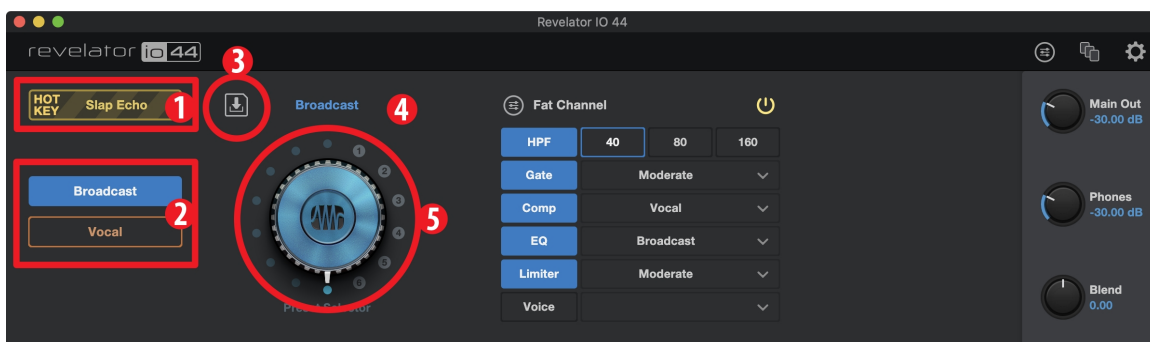 Revelator IO 44
revelator io 44
3
HOT KEY Slap Echo 1
Broadcast 4
Fat Channel
Main Out
-30.00 dB
HPF 40 80 160
1
2
3
4
5
6
Gate Moderate
Broadcast
Vocal
2
5
Comp Vocal
Phones
-30.00 dB
EQ Broadcast
Limiter Moderate
Preset Selector
Voice
Blend
0.00